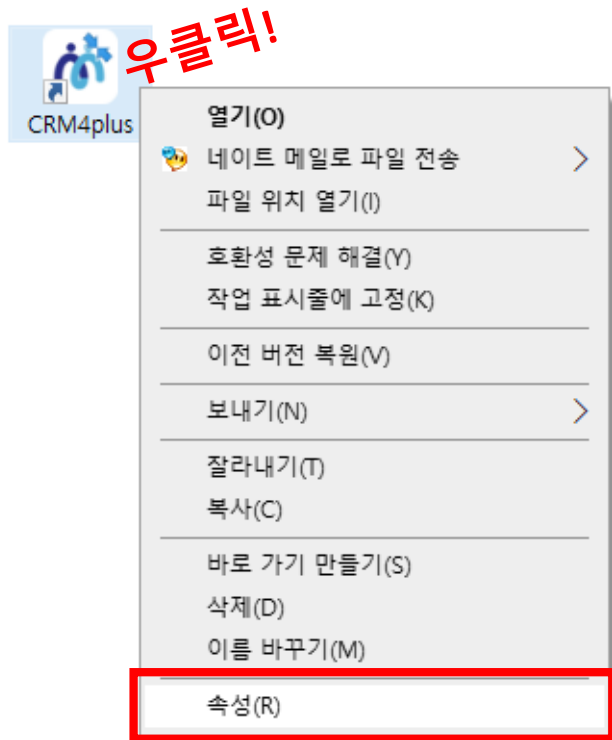 우클릭!
CRM4plus
열기(O)
네이트 메일로 파일 전송
파일 위치 열기(I)
호환성 문제 해결(Y)
작업 표시줄에 고정(K)
이전 버전 복원(V)
보내기(N)
잘라내기(T)
복사(C)
바로 가기 만들기(S)
삭제(D)
이름 바꾸기(M)
속성(R)